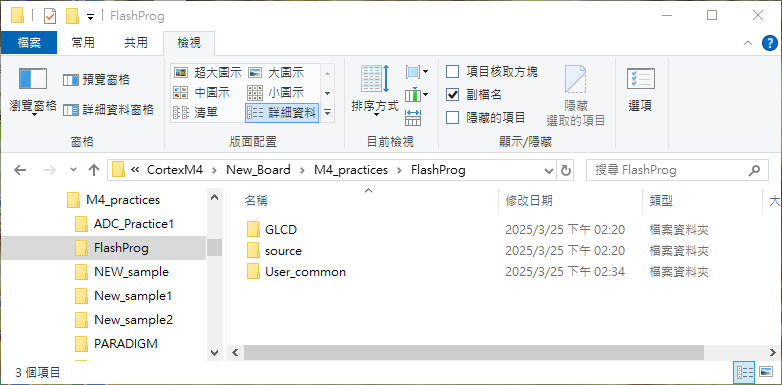 FlashProg
檔案 常用 共用 檢視
瀏覽窗格
預覽窗格
詳細資料窗格
窗格
超大圖示 大圖示
中圖示 小圖示
清單 詳細資料
版面配置
排序方式
目前檢視
項目核取方塊
副檔名
隱藏的項目
隱藏
選取的項目
顯示/隱藏
選項
« CortexM4 › New_Board › M4_practices › FlashProg
搜尋 FlashProg
M4_practices
ADC_Practice1
FlashProg
NEW_sample
New_sample1
New_sample2
PARADIGM
名稱 修改日期 類型 大
GLCD 2025/3/25 下午 02:20 檔案資料夾
source 2025/3/25 下午 02:20 檔案資料夾
User_common 2025/3/25 下午 02:34 檔案資料夾
3 個項目